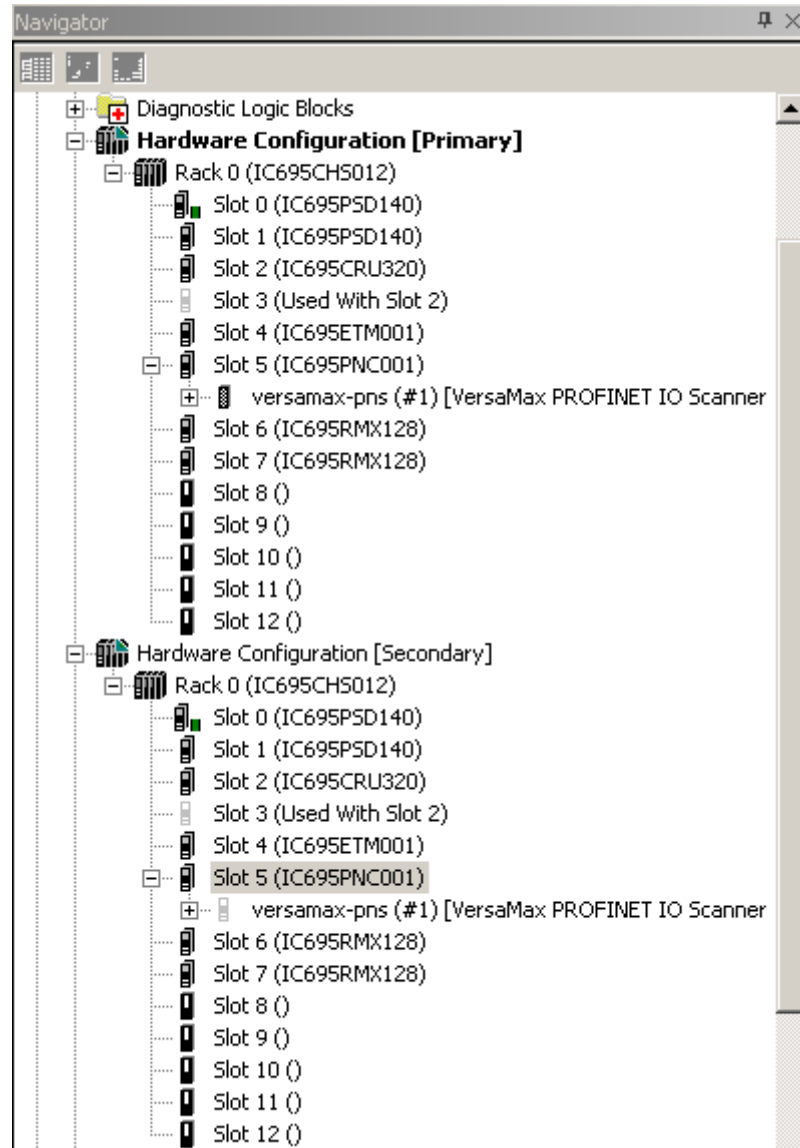 Navigator
Diagnostic Logic Blocks
Hardware Configuration [Primary]
Rack 0 (IC695CHS012)
Slot 0 (IC695PSD140)
Slot 1 (IC695PSD140)
Slot 2 (IC695CRU320)
Slot 3 (Used With Slot 2)
Slot 4 (IC695ETM001)
Slot 5 (IC695PNC001)
versamax-pns (#1) [VersaMax PROFINET IO Scanner
Slot 6 (IC695RMX128)
Slot 7 (IC695RMX128)
Slot 8 ()
Slot 9 ()
Slot 10 ()
Slot 11 ()
Slot 12 ()
Hardware Configuration [Secondary]
Rack 0 (IC695CHS012)
Slot 0 (IC695PSD140)
Slot 1 (IC695PSD140)
Slot 2 (IC695CRU320)
Slot 3 (Used With Slot 2)
Slot 4 (IC695ETM001)
Slot 5 (IC695PNC001)
versamax-pns (#1) [VersaMax PROFINET IO Scanner
Slot 6 (IC695RMX128)
Slot 7 (IC695RMX128)
Slot 8 ()
Slot 9 ()
Slot 10 ()
Slot 11 ()
Slot 12 ()